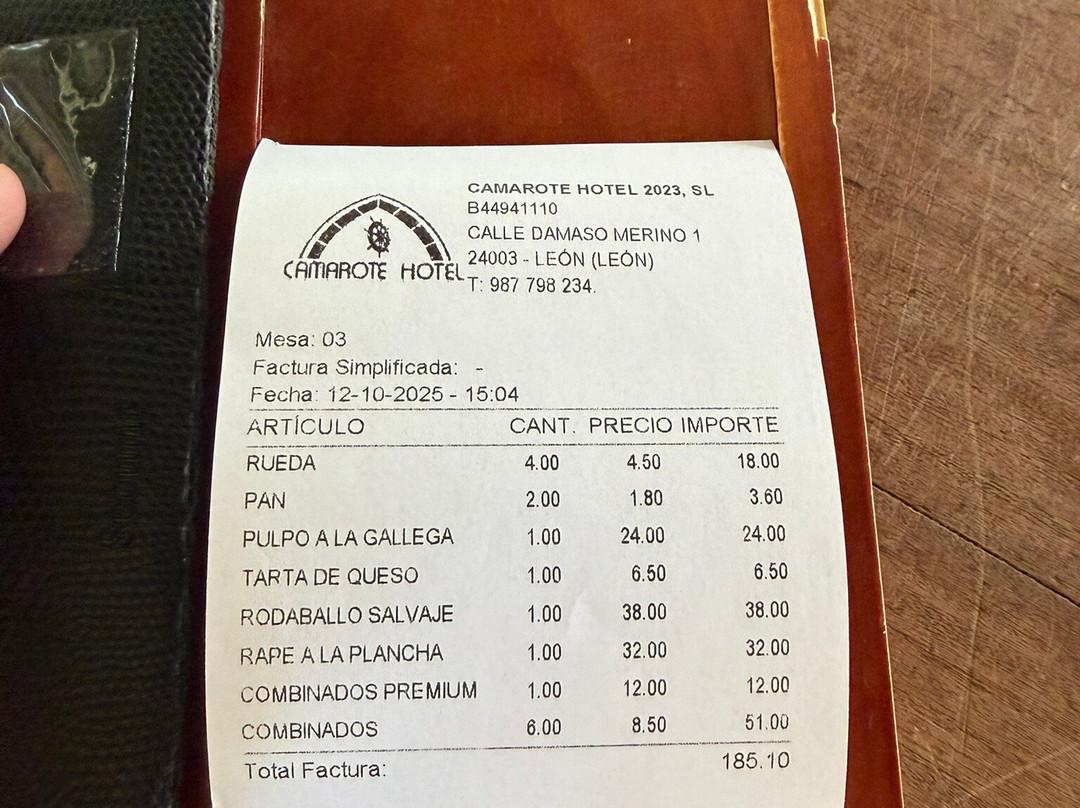 CAMAROTE HOTEL
CAMAROTE HOTEL 2023, SL
B44941110
CALLE DAMASO MERINO 1
24003 - LEÓN (LEÓN)
T: 987 798 234.
Mesa: 03
Factura Simplificada: -
Fecha: 12-10-2025 - 15:04
ARTÍCULO CANT. PRECIO IMPORTE
RUEDA 4.00 4.50 18.00
PAN 2.00 1.80 3.60
PULPO A LA GALLEGA 1.00 24.00 24.00
TARTA DE QUESO 1.00 6.50 6.50
RODABALLO SALVAJE 1.00 38.00 38.00
RAPE A LA PLANCHA 1.00 32.00 32.00
COMBINADOS PREMIUM 1.00 12.00 12.00
COMBINADOS 6.00 8.50 51.00
Total Factura: 185.10